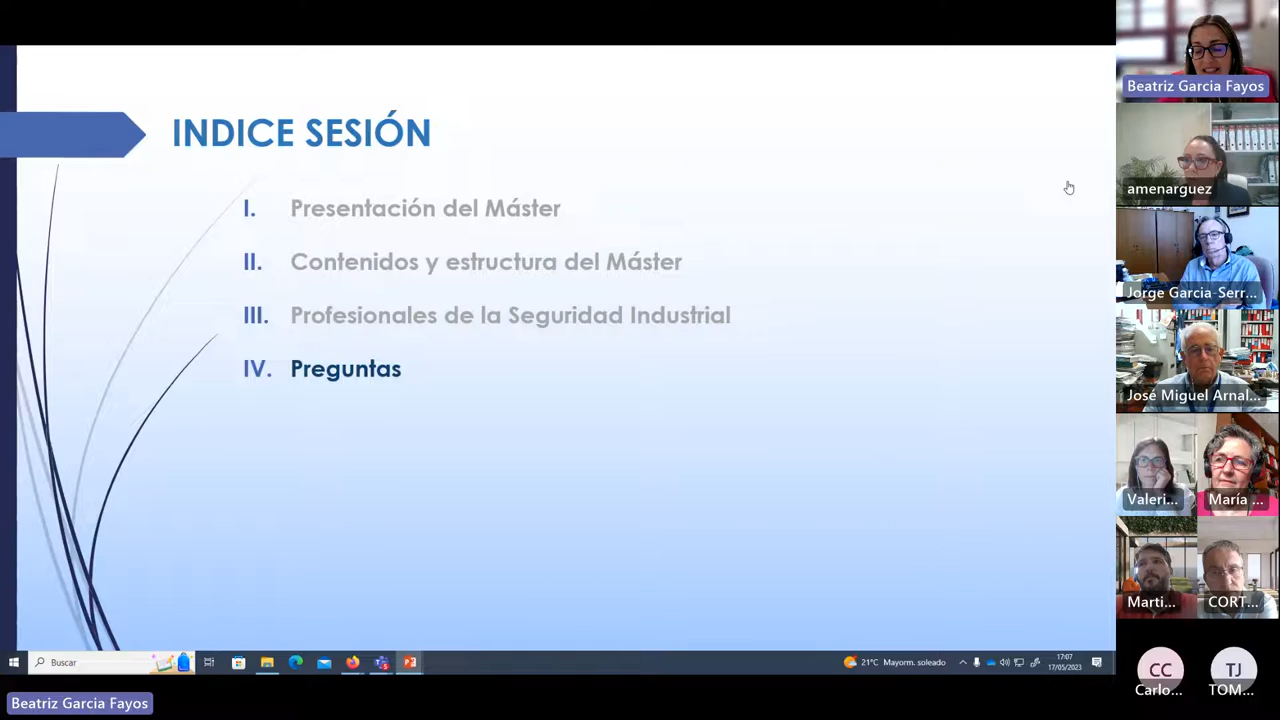 INDICE SESIÓN
I. Presentación del Máster
II. Contenidos y estructura del Máster
III. Profesionales de la Seguridad Industrial
IV. Preguntas
Beatriz Garcia Fayos
amenarguez
Jorge Garcia-Serr...
José Miguel Arnal...
Valeri...
María ...
Marti...
CORT...
CC
Carlo...
TJ
TOM...
Buscar
21°C Mayorm. soleado
17:07
17/05/2023
Beatriz Garcia Fayos